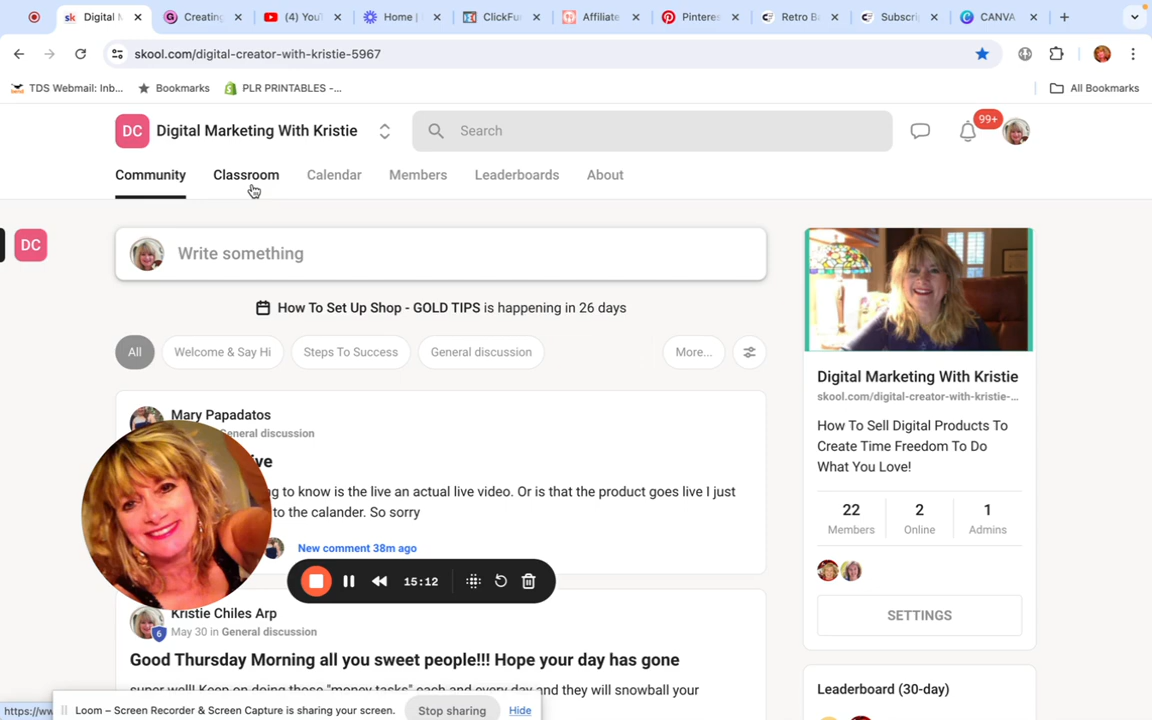 sk Digital M
Creating
(4) YouT
Home |
ClickFu
Affiliate
Pinteres
Retro B
Subscri
CANVA
skool.com/digital-creator-with-kristie-5967
TDS Webmail: Inb...
Bookmarks
PLR PRINTABLES -...
All Bookmarks
DC
Digital Marketing With Kristie
Search
99+
Community
Classroom
Calendar
Members
Leaderboards
About
DC
Write something
How To Set Up Shop - GOLD TIPS is happening in 26 days
All
Welcome & Say Hi
Steps To Success
General discussion
More...
Mary Papadatos
General discussion
ive
ng to know is the live an actual live video. Or is that the product goes live I just
to the calander. So sorry
New comment 38m ago
15:12
Kristie Chiles Arp
6
May 30 in General discussion
Good Thursday Morning all you sweet people!!! Hope your day has gone
super well! Keep on doing those "money tasks" each and every day and they will snowball your
Digital Marketing With Kristie
skool.com/digital-creator-with-kristie-...
How To Sell Digital Products To
Create Time Freedom To Do
What You Love!
22
Members
2
Online
1
Admins
SETTINGS
Leaderboard (30-day)
https://ww
Loom – Screen Recorder & Screen Capture is sharing your screen.
Stop sharing
Hide